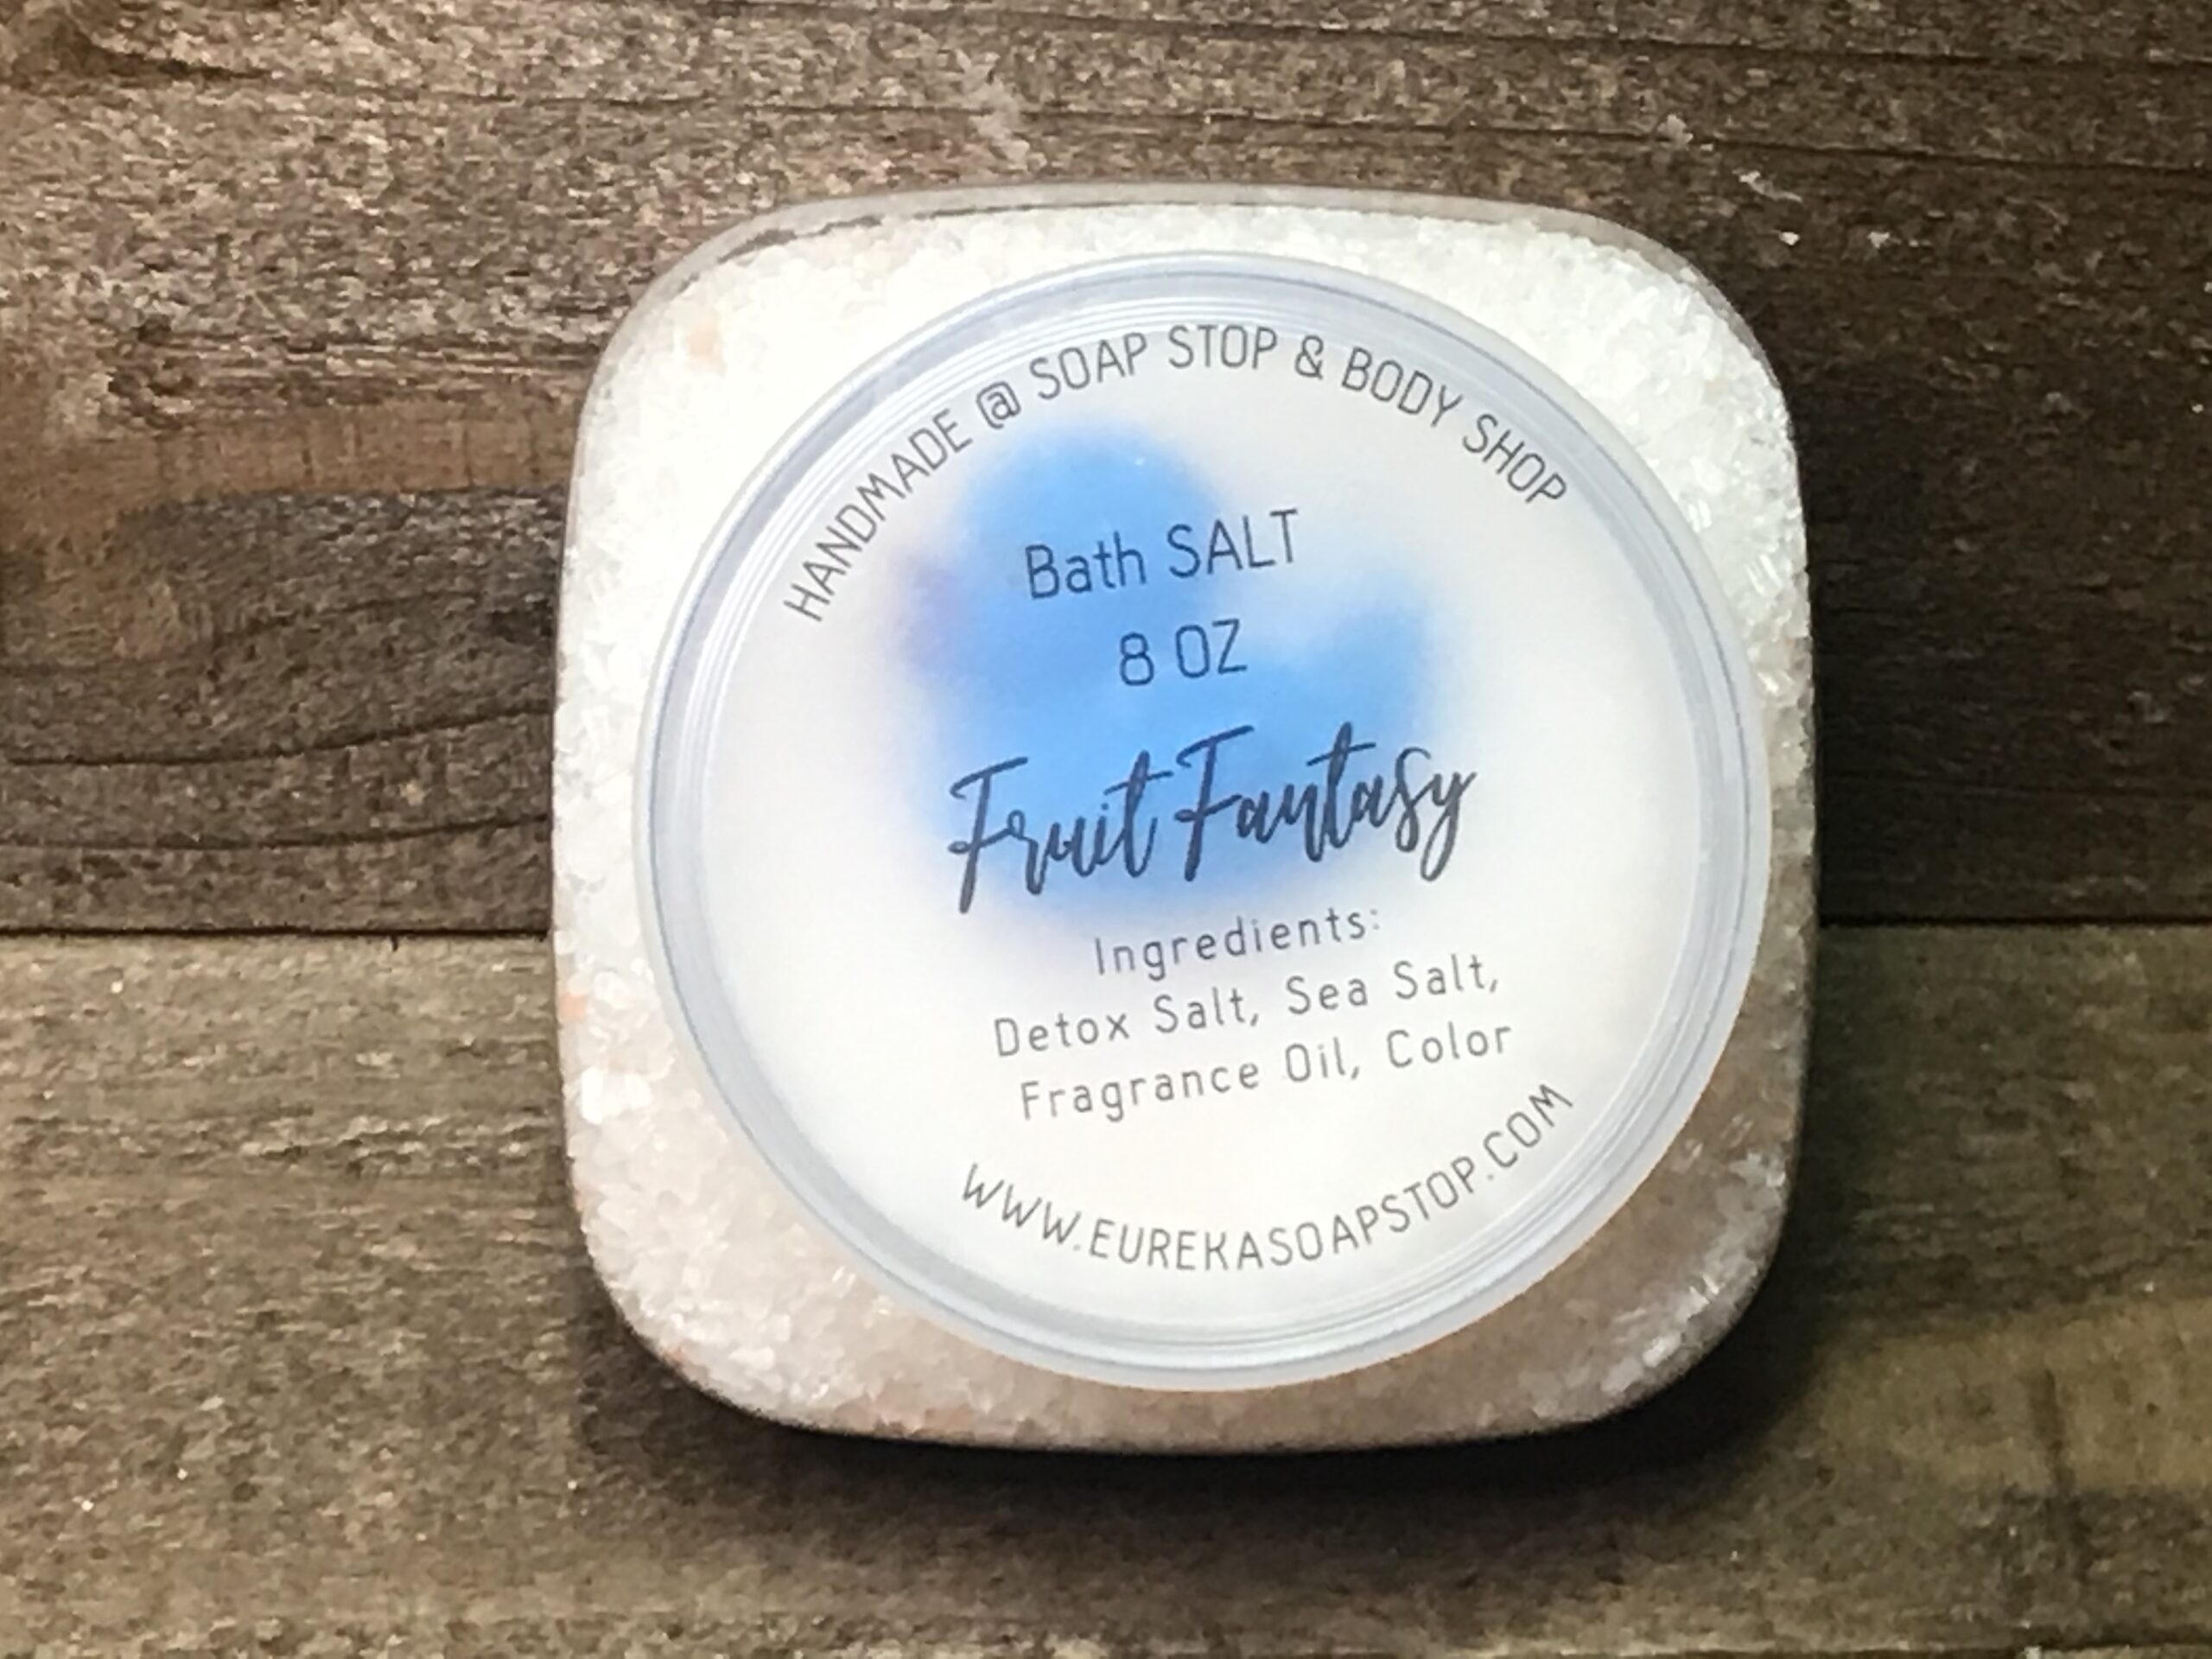 HANDMADE @ SOAP STOP & BODY SHOP
Bath SALT
8 OZ
Fruit Fantasy
Ingredients:
Detox Salt, Sea Salt,
Fragrance Oil, Color
WWW.EUREKASOAPSTOP.COM